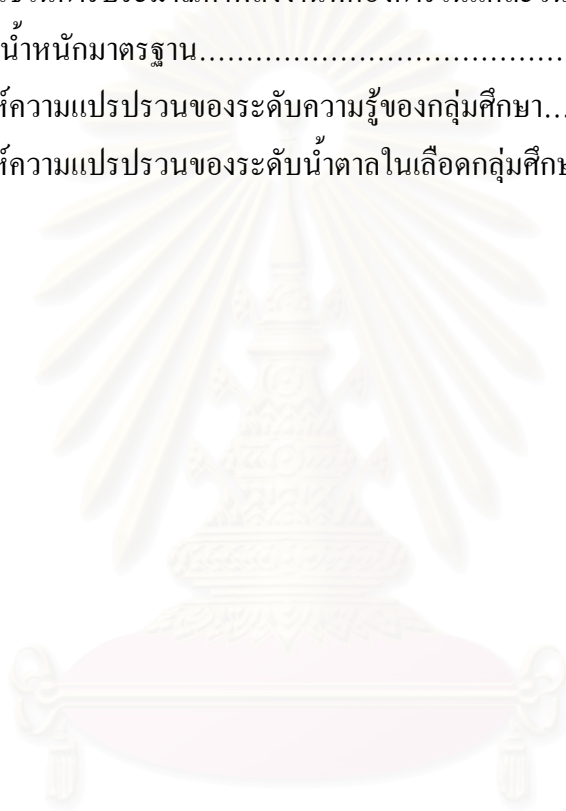 น้ำหนักมาตรฐาน......................................
ห์ความแปรปรวนของระดับความรู้ของกลุ่มศึกษา...
ห์ความแปรปรวนของระดับน้ำตาลในเลือดกลุ่มศึกษ